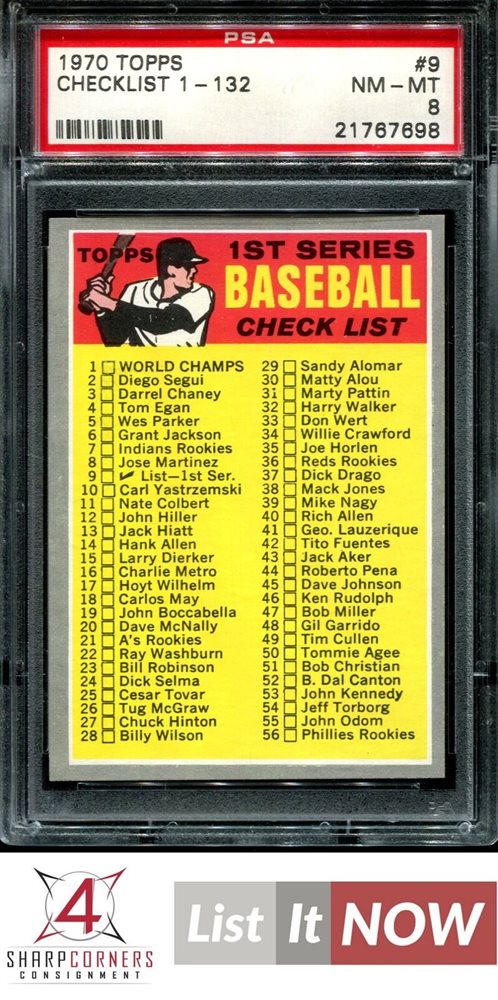 PSA
1970 TOPPS #9
CHECKLIST 1-132 NM-MT
8
21767698
TOPPS
1ST SERIES
BASEBALL
CHECK LIST
1 WORLD CHAMPS
2 Diego Segui
3 Darrel Chaney
4 Tom Egan
5 Wes Parker
6 Grant Jackson
7 Indians Rookies
8 Jose Martinez
9 ✔ List—1st Ser.
10 Carl Yastrzemski
11 Nate Colbert
12 John Hiller
13 Jack Hiatt
14 Hank Allen
15 Larry Dierker
16 Charlie Metro
17 Hoyt Wilhelm
18 Carlos May
19 John Boccabella
20 Dave McNally
21 A's Rookies
22 Ray Washburn
23 Bill Robinson
24 Dick Selma
25 Cesar Tovar
26 Tug McGraw
27 Chuck Hinton
28 Billy Wilson
29 Sandy Alomar
30 Matty Alou
31 Marty Pattin
32 Harry Walker
33 Don Wert
34 Willie Crawford
35 Joe Horlen
36 Reds Rookies
37 Dick Drago
38 Mack Jones
39 Mike Nagy
40 Rich Allen
41 Geo. Lauzerique
42 Tito Fuentes
43 Jack Aker
44 Roberto Pena
45 Dave Johnson
46 Ken Rudolph
47 Bob Miller
48 Gil Garrido
49 Tim Cullen
50 Tommie Agee
51 Bob Christian
52 B. Dal Canton
53 John Kennedy
54 Jeff Torborg
55 John Odom
56 Phillies Rookies
4
SHARPCORNERS
CONSIGNMENT
List It NOW